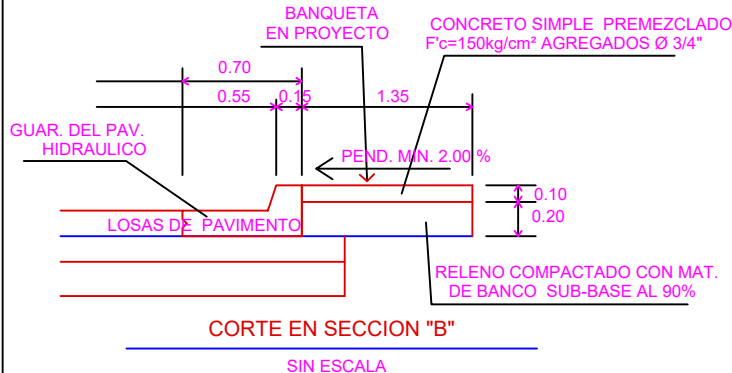 BANQUETA
EN PROYECTO
CONCRETO SIMPLE PREMEZCLADO
F'c=150kg/cm² AGREGADOS Ø 3/4"
0.70
0.55
0.15
1.35
GUAR. DEL PAV.
HIDRAULICO
PEND. MIN. 2.00 %
0.10
0.20
LOSAS DE PAVIMENTO
RELENO COMPACTADO CON MAT.
DE BANCO SUB-BASE AL 90%
CORTE EN SECCION "B"
SIN ESCALA